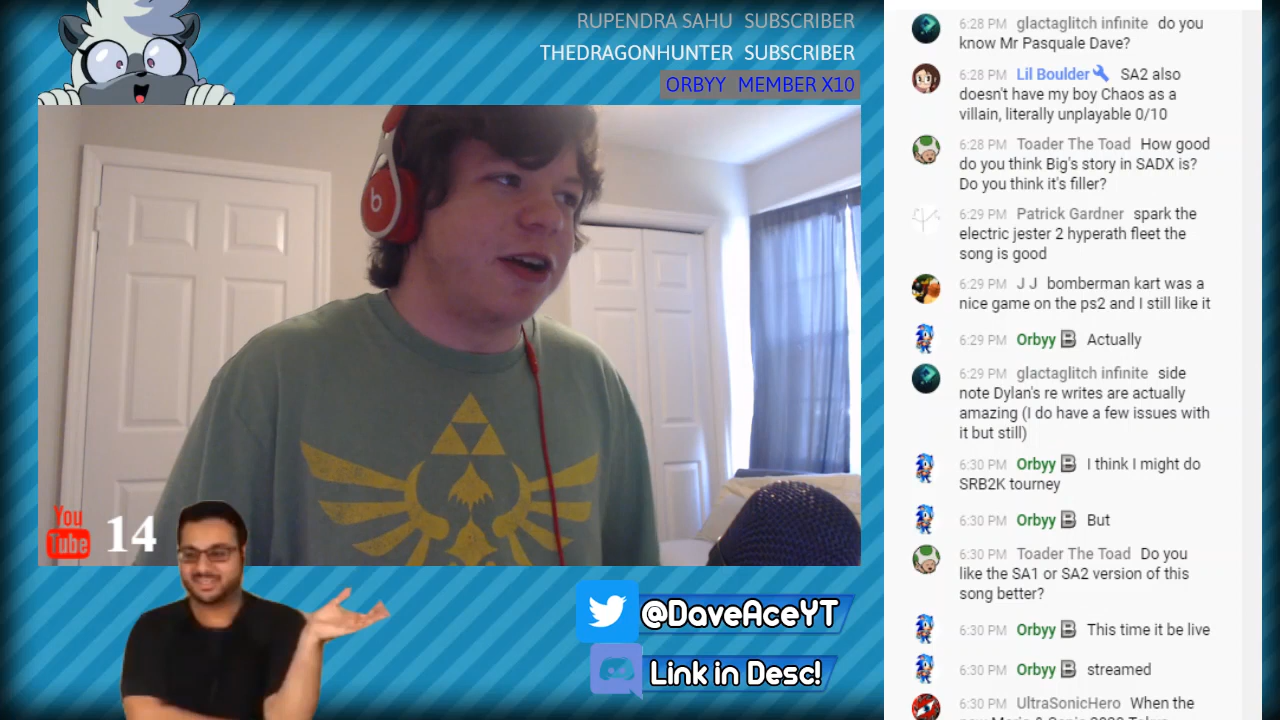 RUPENDRA SAHU SUBSCRIBER
THEDRAGONHUNTER SUBSCRIBER
ORBYY MEMBER X10
You
Tube
14
@DaveAceYT
Link in Desc!
6:28 PM glactaglitch infinite do you
know Mr Pasquale Dave?
6:28 PM Lil Boulder SA2 also
doesn't have my boy Chaos as a
villain, literally unplayable 0/10
6:28 PM Toader The Toad How good
do you think Big's story in SADX is?
Do you think it's filler?
6:29 PM Patrick Gardner spark the
electric jester 2 hyperath fleet the
song is good
6:29 PM J J bomberman kart was a
nice game on the ps2 and I still like it
6:29 PM Orbyy B Actually
6:29 PM glactaglitch infinite side
note Dylan's re writes are actually
amazing (I do have a few issues with
it but still)
6:30 PM Orbyy B I think I might do
SRB2K tourney
6:30 PM Orbyy B But
6:30 PM Toader The Toad Do you
like the SA1 or SA2 version of this
song better?
6:30 PM Orbyy B This time it be live
6:30 PM Orbyy B streamed
6:30 PM UltraSonicHero When the